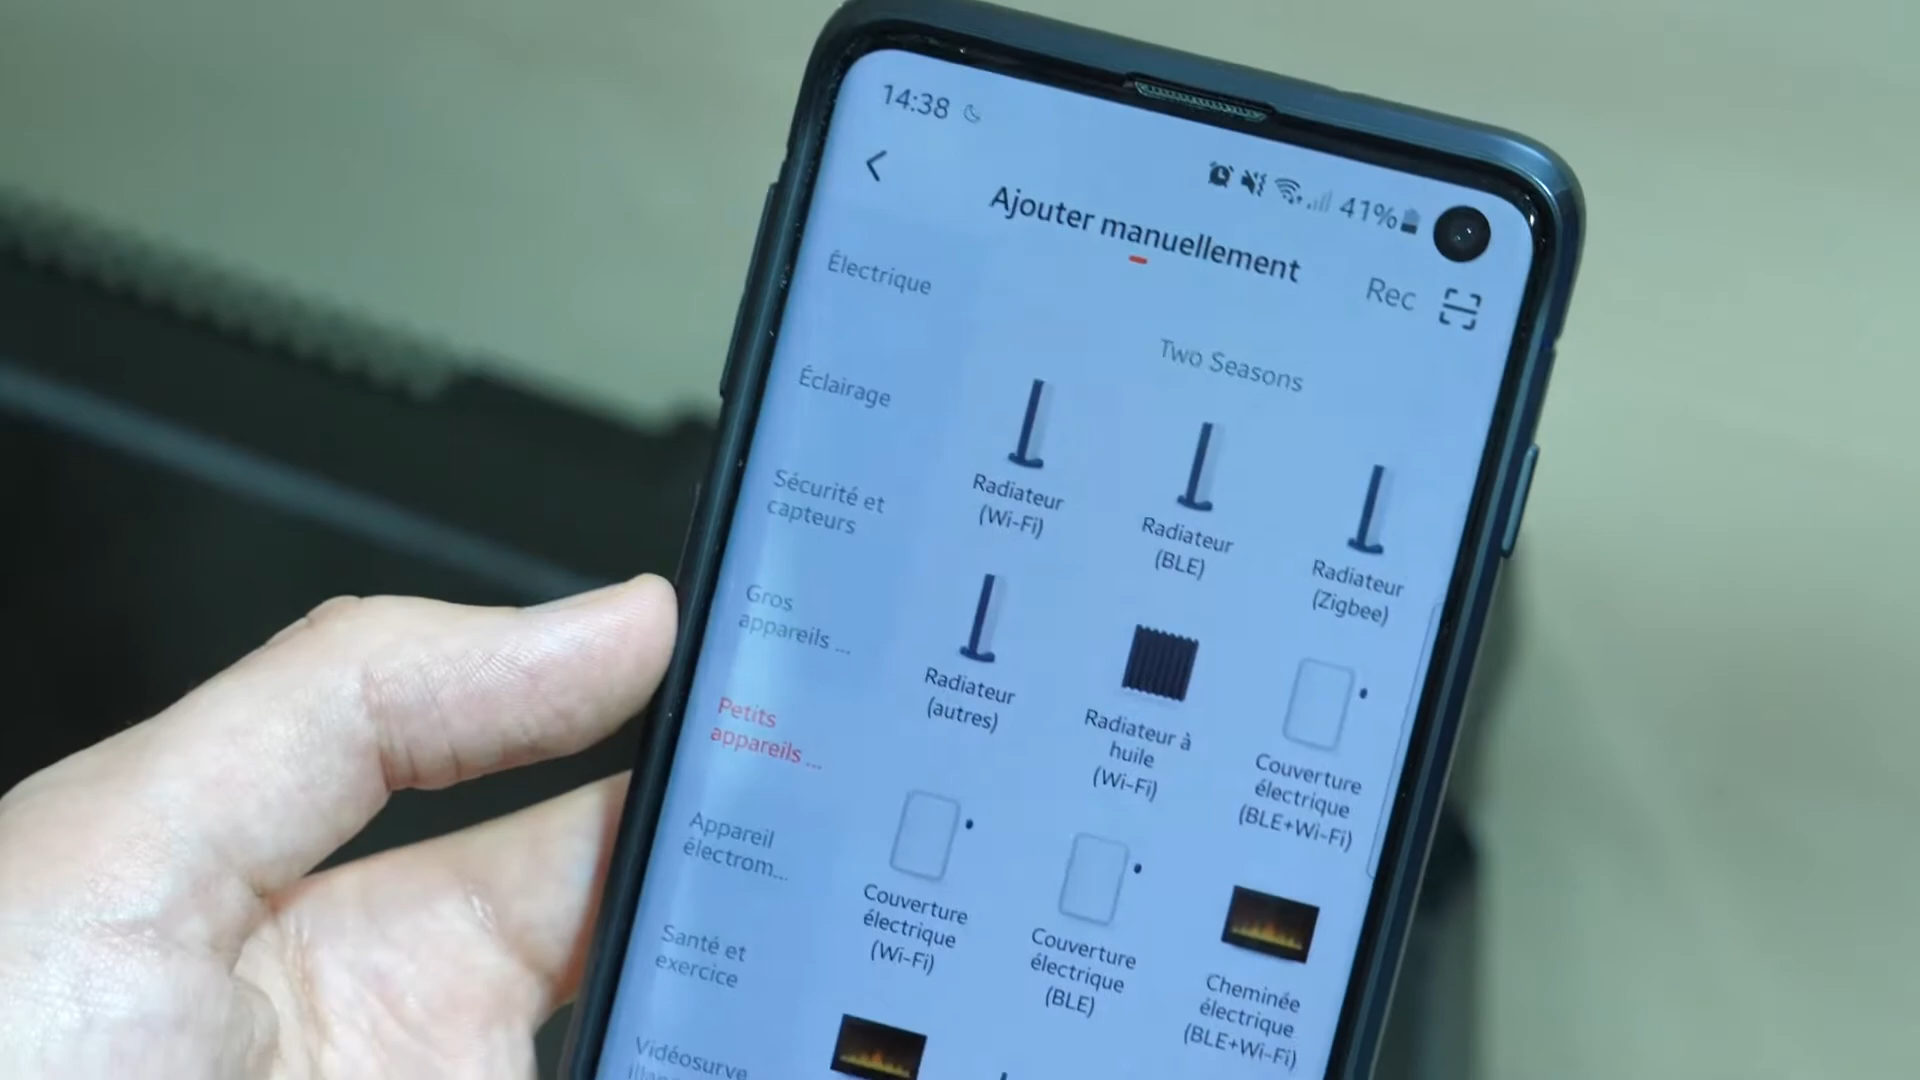 14:38
41%
Ajouter manuellement
Rec
Électrique
Éclairage
Sécurité et
capteurs
Gros
appareils ...
Petits
appareils ...
Appareil
électrom...
Santé et
exercice
Vidéosurve
Two Seasons
Radiateur
(Wi-Fi)
Radiateur
(BLE)
Radiateur
(Zigbee)
Radiateur
(autres)
Radiateur à
huile
(Wi-Fi)
Couverture
électrique
(BLE+Wi-Fi)
Couverture
électrique
(Wi-Fi)
Couverture
électrique
(BLE)
Cheminée
électrique
(BLE+Wi-Fi)